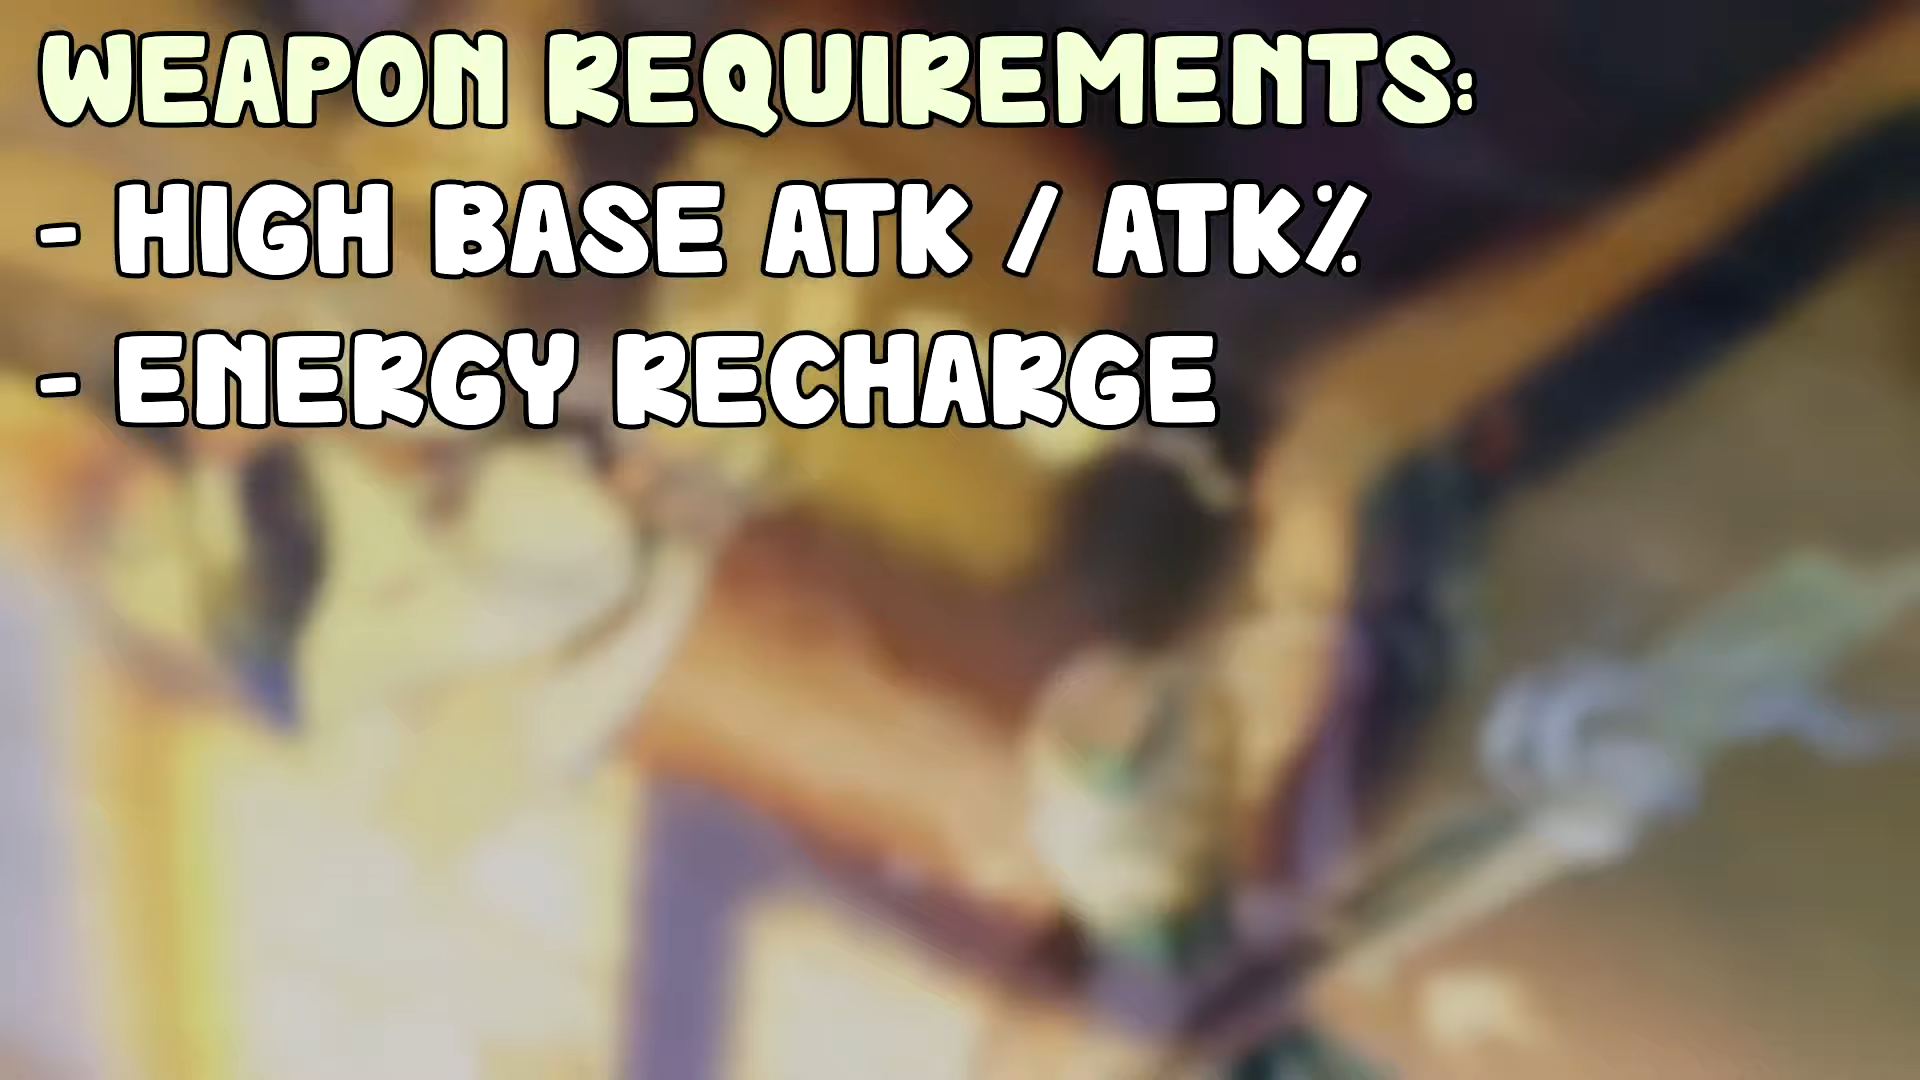 WEAPON REQUIREMENTS:
- HIGH BASE ATK / ATK%
- ENERGY RECHARGE